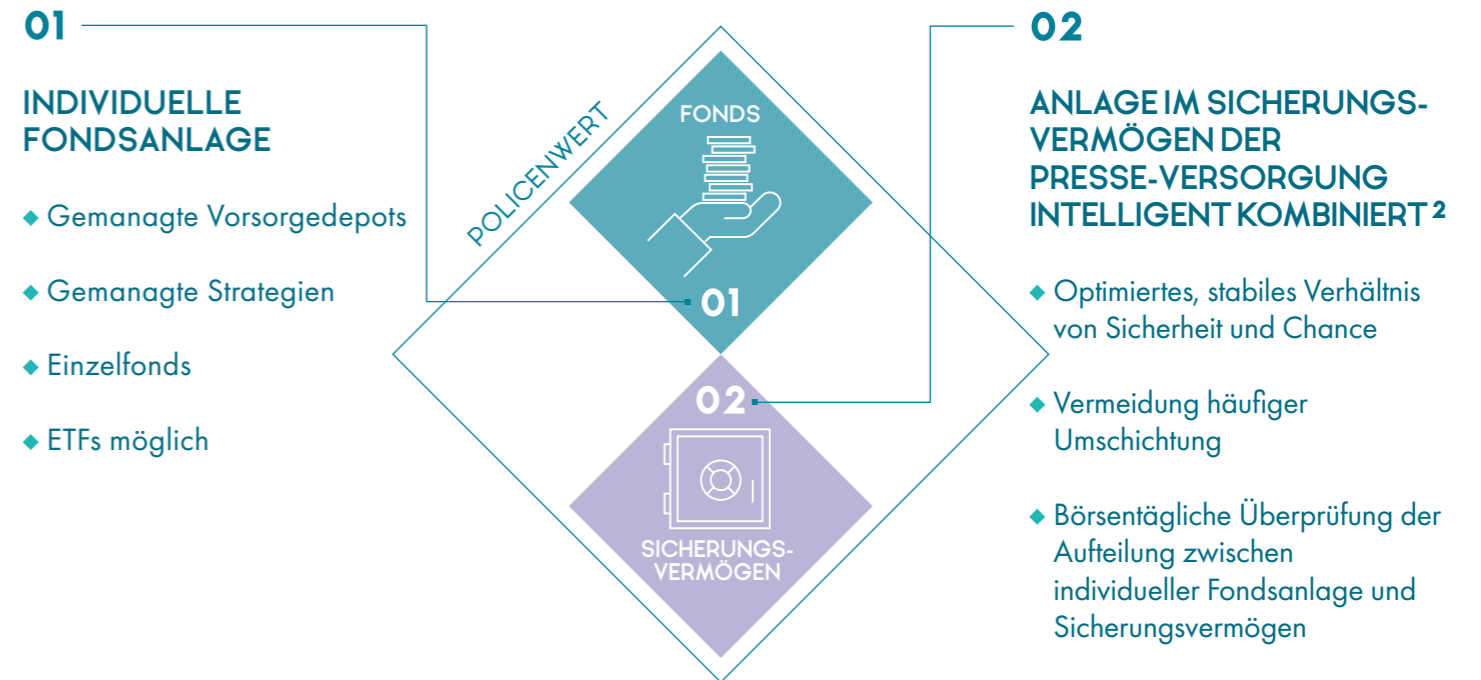 01
INDIVIDUELLE
FONDSANLAGE
◆ Gemanagte Vorsorgedepots
◆ Gemanagte Strategien
◆ Einzelfonds
◆ ETFs möglich
POLICENWERT
FONDS
01
02
SICHERUNGS-
VERMÖGEN
02
ANLAGE IM SICHERUNGS-
VERMÖGEN DER
PRESSE-VERSORGUNG
INTELLIGENT KOMBINIERT ²
◆ Optimiertes, stabiles Verhältnis
von Sicherheit und Chance
◆ Vermeidung häufiger
Umschichtung
◆ Börsentägliche Überprüfung der
Aufteilung zwischen
individueller Fondsanlage und
Sicherungsvermögen